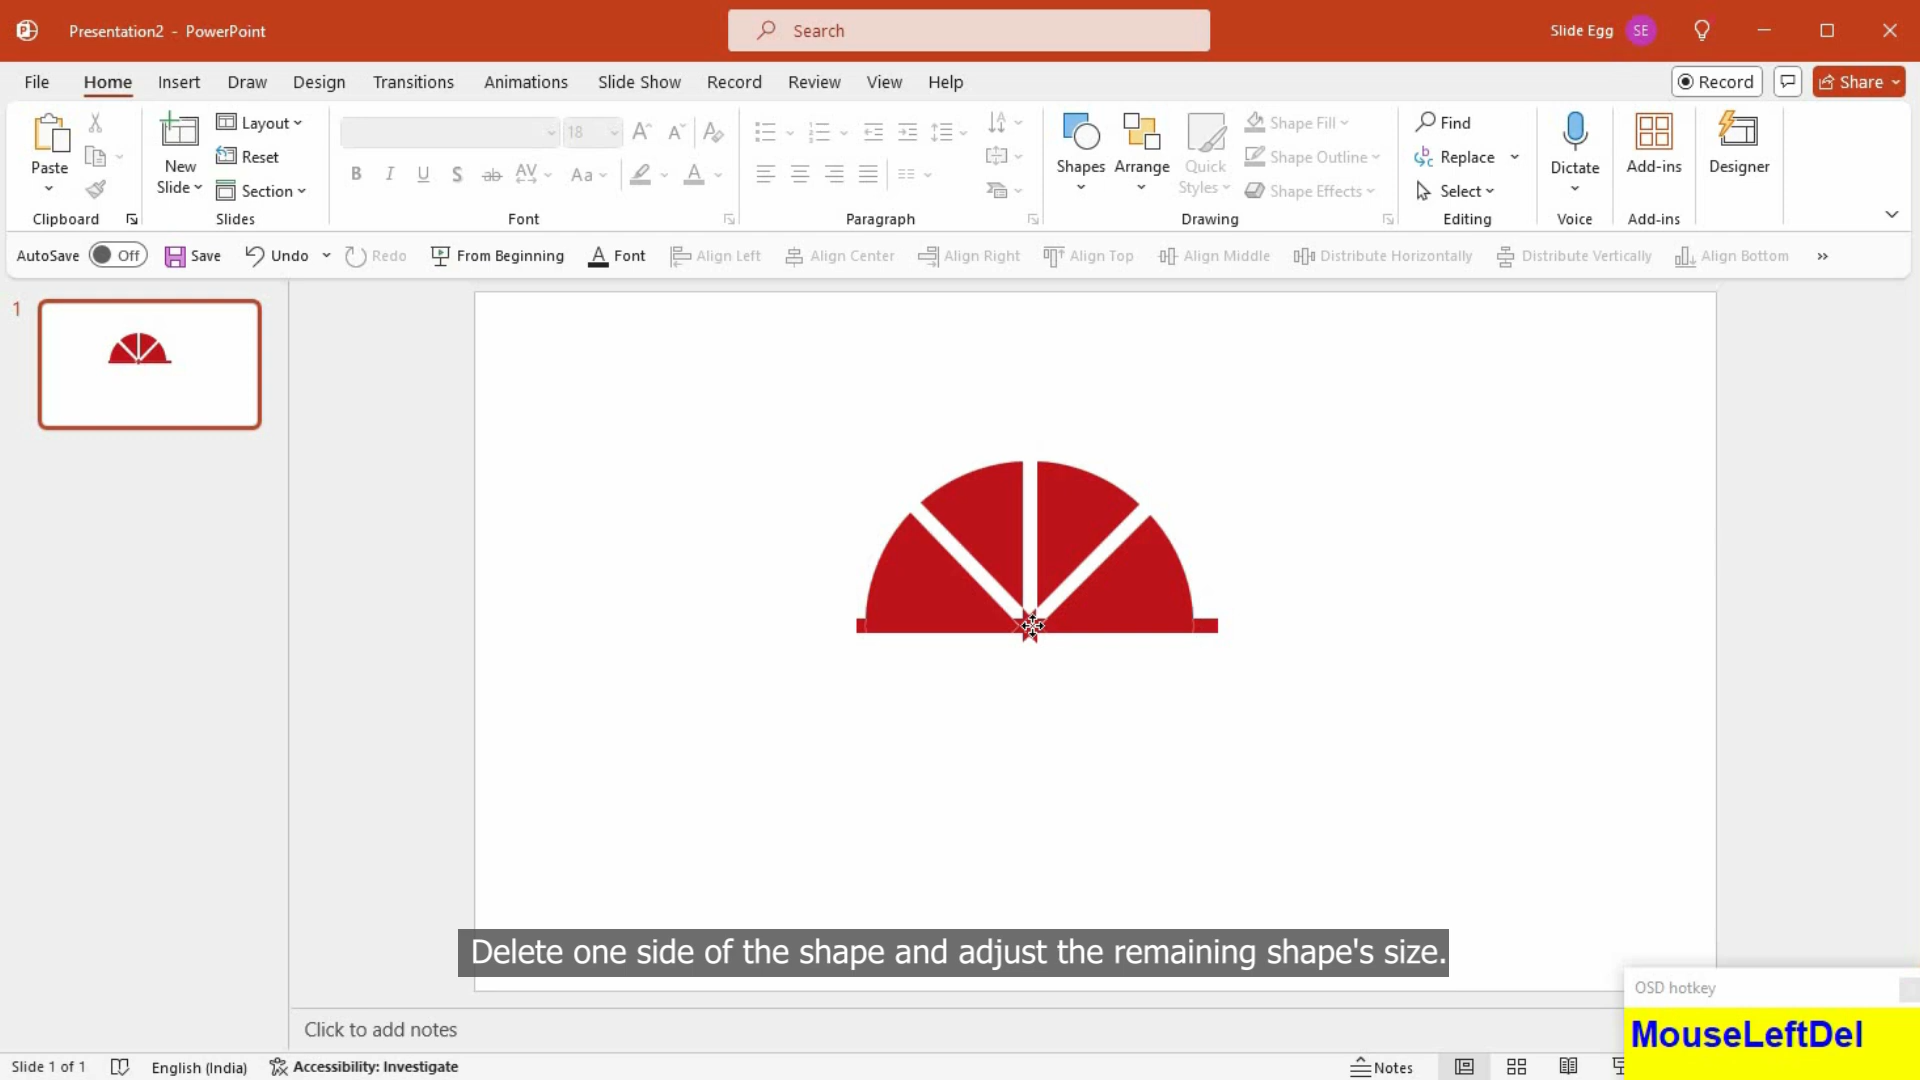 Presentation2 - PowerPoint
Search
Slide Egg SE
File Home Insert Draw Design Transitions Animations Slide Show Record Review View Help
Record
Share
Paste
New Slide
Layout
Reset
Section
18
B I U S ab AV Aa A
Shapes
Arrange
Quick Styles
Shape Fill
Shape Outline
Shape Effects
Find
Replace
Select
Dictate
Add-ins
Designer
Clipboard Slides Font Paragraph Drawing Editing Voice Add-ins
AutoSave Off Save Undo Redo From Beginning A Font Align Left Align Center Align Right Align Top Align Middle Distribute Horizontally Distribute Vertically Align Bottom
1
Delete one side of the shape and adjust the remaining shape's size.
OSD hotkey
MouseLeftDel
Click to add notes
Slide 1 of 1 English (India) Accessibility: Investigate Notes